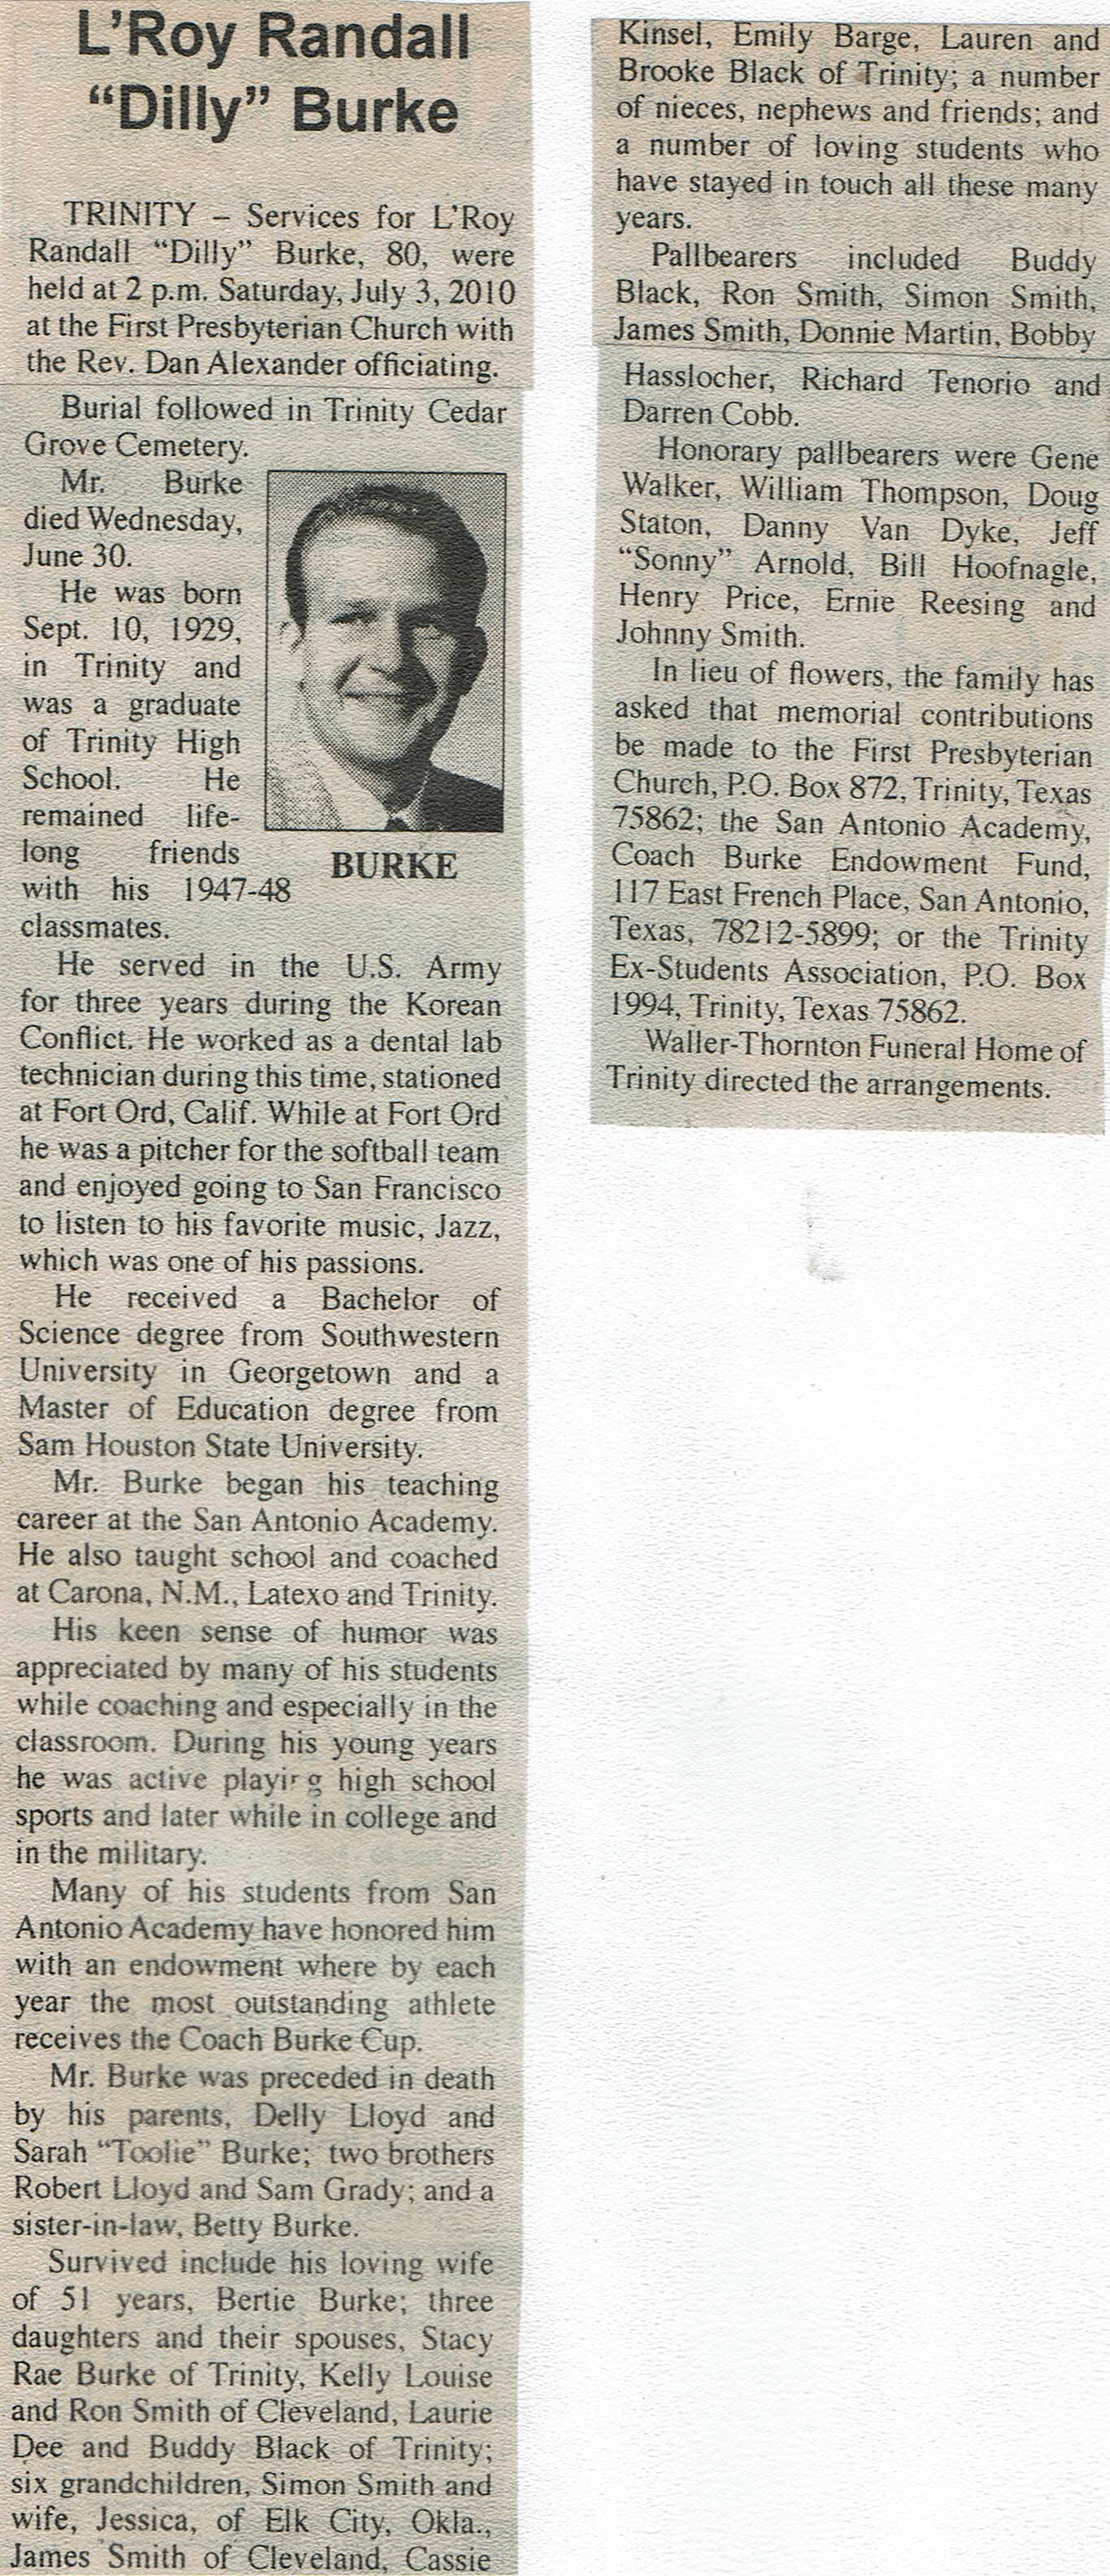 L'Roy Randall
“Dilly” Burke
TRINITY – Services for L'Roy
Randall “Dilly” Burke, 80, were
held at 2 p.m. Saturday, July 3, 2010
at the First Presbyterian Church with
the Rev. Dan Alexander officiating.
Burial followed in Trinity Cedar
Grove Cemetery.
Mr. Burke
died Wednesday,
June 30.
He was born
Sept. 10, 1929,
in Trinity and
was a graduate
of Trinity High
School. He
remained life-
long friends
with his 1947-48
classmates.
BURKE
He served in the U.S. Army
for three years during the Korean
Conflict. He worked as a dental lab
technician during this time, stationed
at Fort Ord, Calif. While at Fort Ord
he was a pitcher for the softball team
and enjoyed going to San Francisco
to listen to his favorite music, Jazz,
which was one of his passions.
He received a Bachelor of
Science degree from Southwestern
University in Georgetown and a
Master of Education degree from
Sam Houston State University.
Mr. Burke began his teaching
career at the San Antonio Academy.
He also taught school and coached
at Carona, N.M., Latexo and Trinity.
His keen sense of humor was
appreciated by many of his students
while coaching and especially in the
classroom. During his young years
he was active playing high school
sports and later while in college and
in the military.
Many of his students from San
Antonio Academy have honored him
with an endowment where by each
year the most outstanding athlete
receives the Coach Burke Cup.
Mr. Burke was preceded in death
by his parents, Delly Lloyd and
Sarah “Toolie” Burke; two brothers
Robert Lloyd and Sam Grady; and a
sister-in-law, Betty Burke.
Survived include his loving wife
of 51 years, Bertie Burke; three
daughters and their spouses, Stacy
Rae Burke of Trinity, Kelly Louise
and Ron Smith of Cleveland, Laurie
Dee and Buddy Black of Trinity;
six grandchildren, Simon Smith and
wife, Jessica, of Elk City, Okla.,
James Smith of Cleveland, Cassie
Kinsel, Emily Barge, Lauren and
Brooke Black of Trinity; a number
of nieces, nephews and friends; and
a number of loving students who
have stayed in touch all these many
years.
Pallbearers included Buddy
Black, Ron Smith, Simon Smith,
James Smith, Donnie Martin, Bobby
Hasslocher, Richard Tenorio and
Darren Cobb.
Honorary pallbearers were Gene
Walker, William Thompson, Doug
Staton, Danny Van Dyke, Jeff
“Sonny” Arnold, Bill Hoofnagle,
Henry Price, Ernie Reesing and
Johnny Smith.
In lieu of flowers, the family has
asked that memorial contributions
be made to the First Presbyterian
Church, P.O. Box 872, Trinity, Texas
75862; the San Antonio Academy,
Coach Burke Endowment Fund,
117 East French Place, San Antonio,
Texas, 78212-5899; or the Trinity
Ex-Students Association, P.O. Box
1994, Trinity, Texas 75862.
Waller-Thornton Funeral Home of
Trinity directed the arrangements.